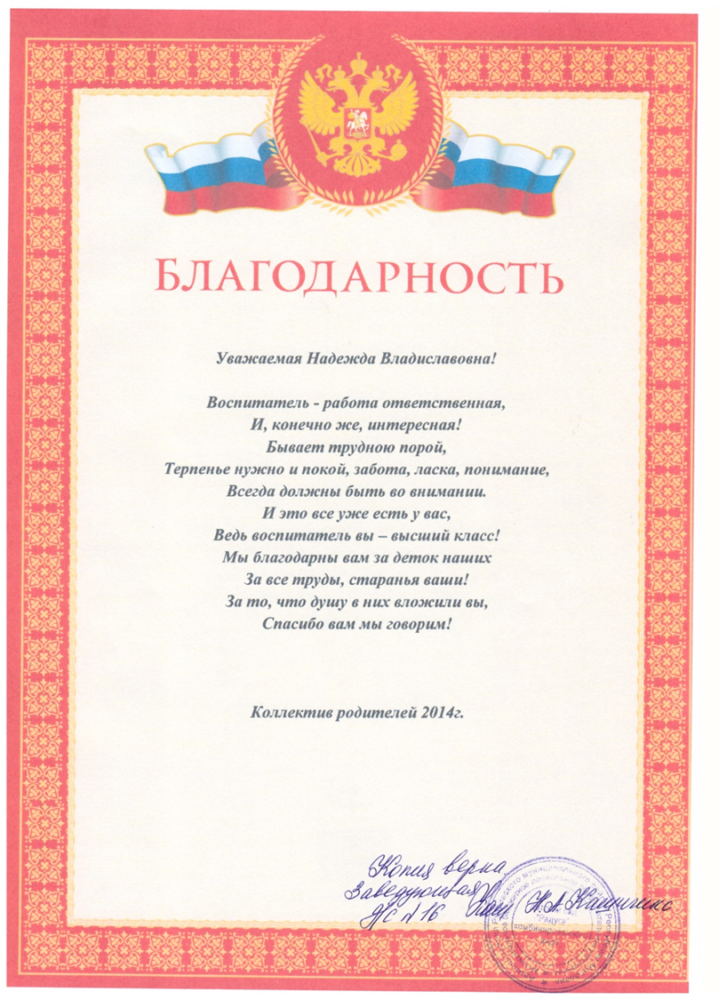 БЛАГОДАРНОСТЬ
Уважаемая Надежда Владиславовна!
Воспитатель - работа ответственная,
И, конечно же, интересная!
Бывает трудною порой,
Терпенье нужно и покой, забота, ласка, понимание,
Всегда должны быть во внимании.
И это все уже есть у вас,
Ведь воспитатель вы – высший класс!
Мы благодарны вам за деток наших
За все труды, старанья ваши!
За то, что душу в них вложили вы,
Спасибо вам мы говорим!
Коллектив родителей 2014г.
Копия верна
Заведующая
№ 16
"Радуга"